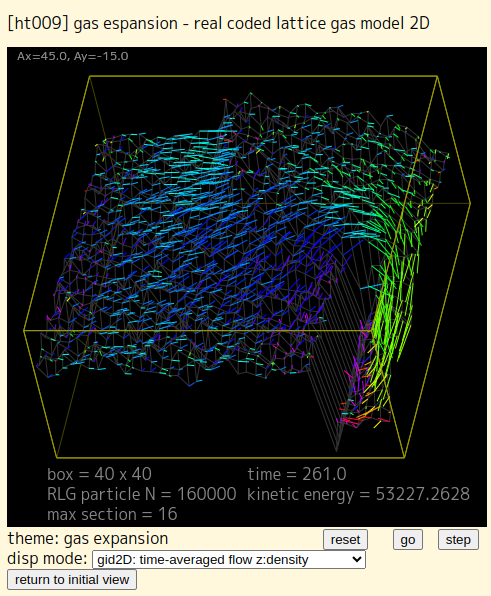 [ht009] gas espansion - real coded lattice gas model 2D
Ax=45.0, Ay=-15.0
box = 40 x 40 time = 261.0
RLG particle N = 160000 kinetic energy = 53227.2628
max section = 16
theme: gas expansion reset go step
disp mode: gid2D: time-averaged flow z:density
return to initial view